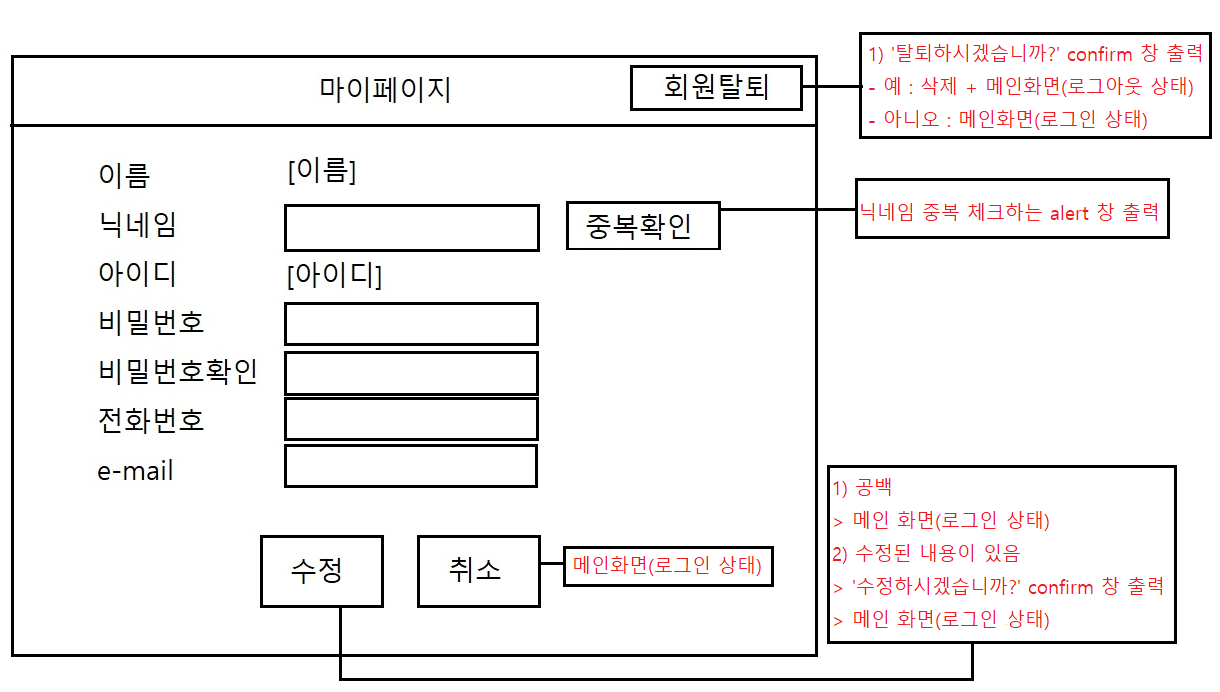 마이페이지
회원탈퇴
1) '탈퇴하시겠습니까?' confirm 창 출력
- 예 : 삭제 + 메인화면(로그아웃 상태)
- 아니오 : 메인화면(로그인 상태)
이름
[이름]
닉네임
중복확인
닉네임 중복 체크하는 alert 창 출력
아이디
[아이디]
비밀번호
비밀번호확인
전화번호
e-mail
수정
취소
메인화면(로그인 상태)
1) 공백
> 메인 화면(로그인 상태)
2) 수정된 내용이 있음
> '수정하시겠습니까?' confirm 창 출력
> 메인 화면(로그인 상태)